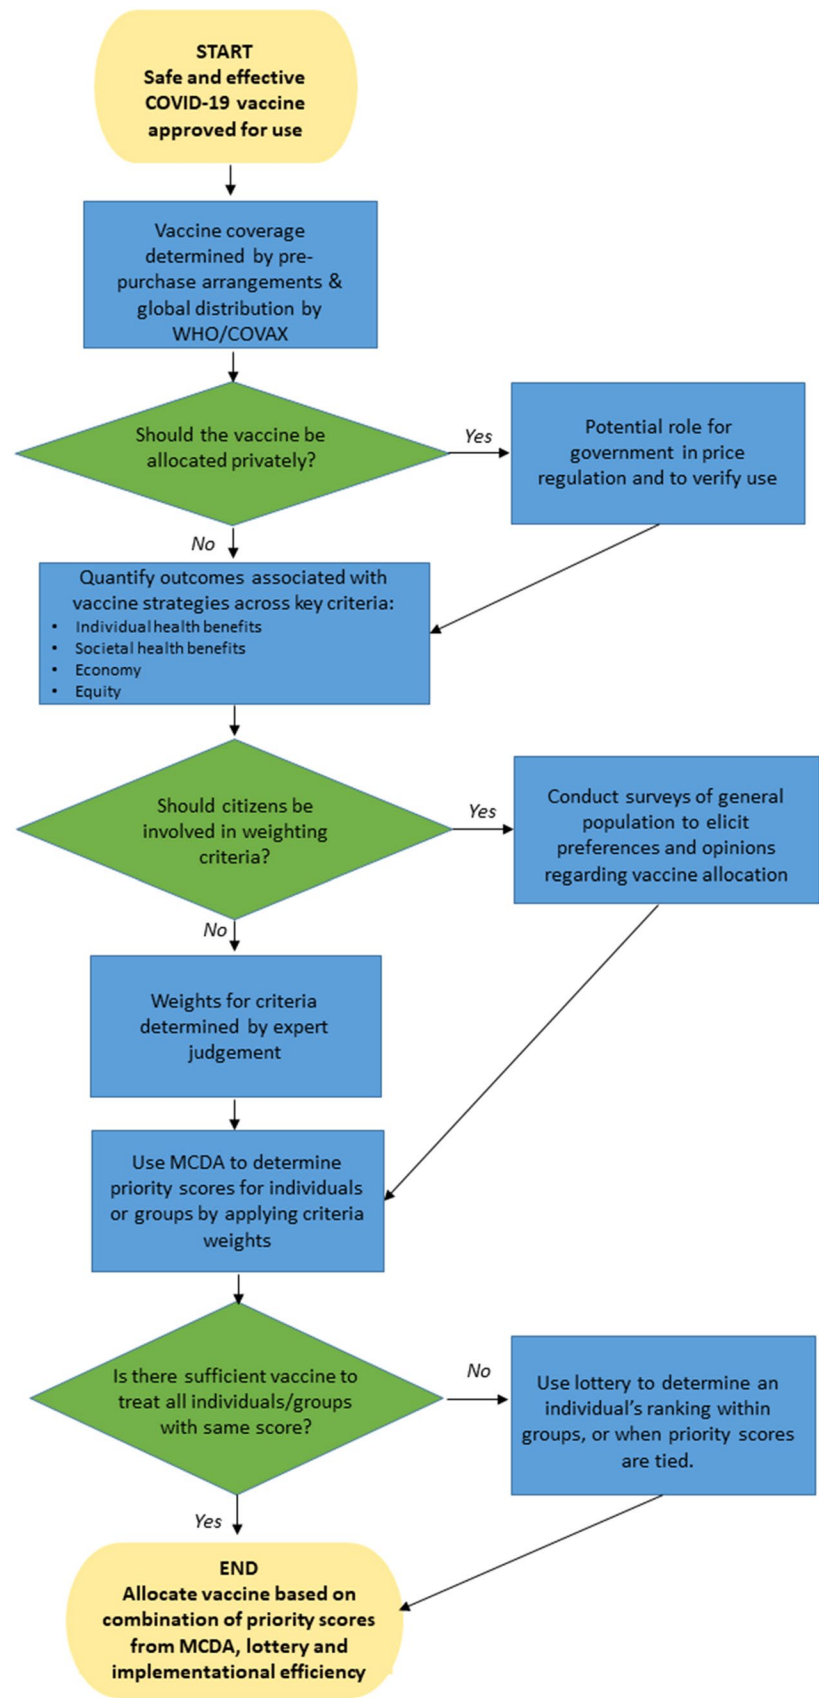 START
Safe and effective
COVID-19 vaccine
approved for use
Vaccine coverage
determined by pre-
purchase arrangements &
global distribution by
WHO/COVAX
Should the vaccine be
allocated privately?
Yes
Potential role for
government in price
regulation and to verify use
No
Quantify outcomes associated with
vaccine strategies across key criteria:
• Individual health benefits
• Societal health benefits
• Economy
• Equity
Should citizens be
involved in weighting
criteria?
Yes
Conduct surveys of general
population to elicit
preferences and opinions
regarding vaccine allocation
No
Weights for criteria
determined by expert
judgement
Use MCDA to determine
priority scores for individuals
or groups by applying criteria
weights
Is there sufficient vaccine to
treat all individuals/groups
with same score?
No
Use lottery to determine an
individual's ranking within
groups, or when priority scores
are tied.
Yes
END
Allocate vaccine based on
combination of priority scores
from MCDA, lottery and
implementational efficiency